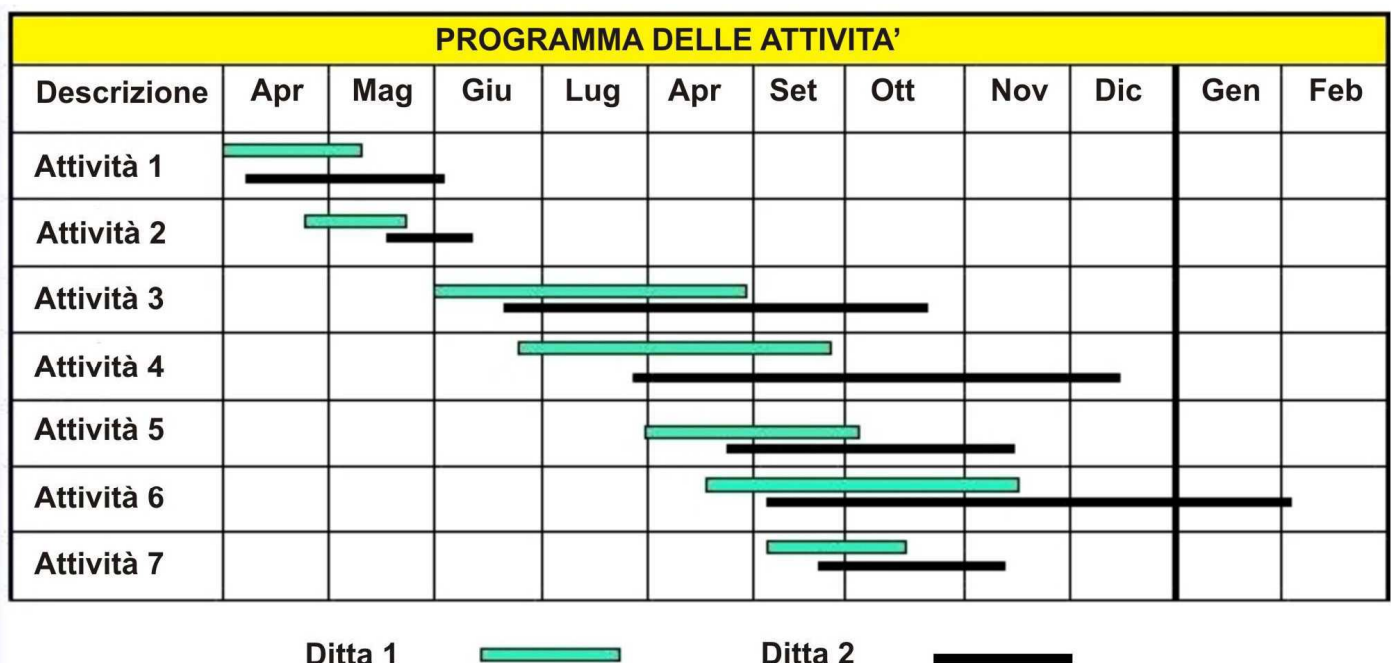 PROGRAMMA DELLE ATTIVITA’
Descrizione Apr Mag Giu Lug Apr Set Ott Nov Dic Gen Feb
Attività 1
Attività 2
Attività 3
Attività 4
Attività 5
Attività 6
Attività 7
Ditta 1 Ditta 2